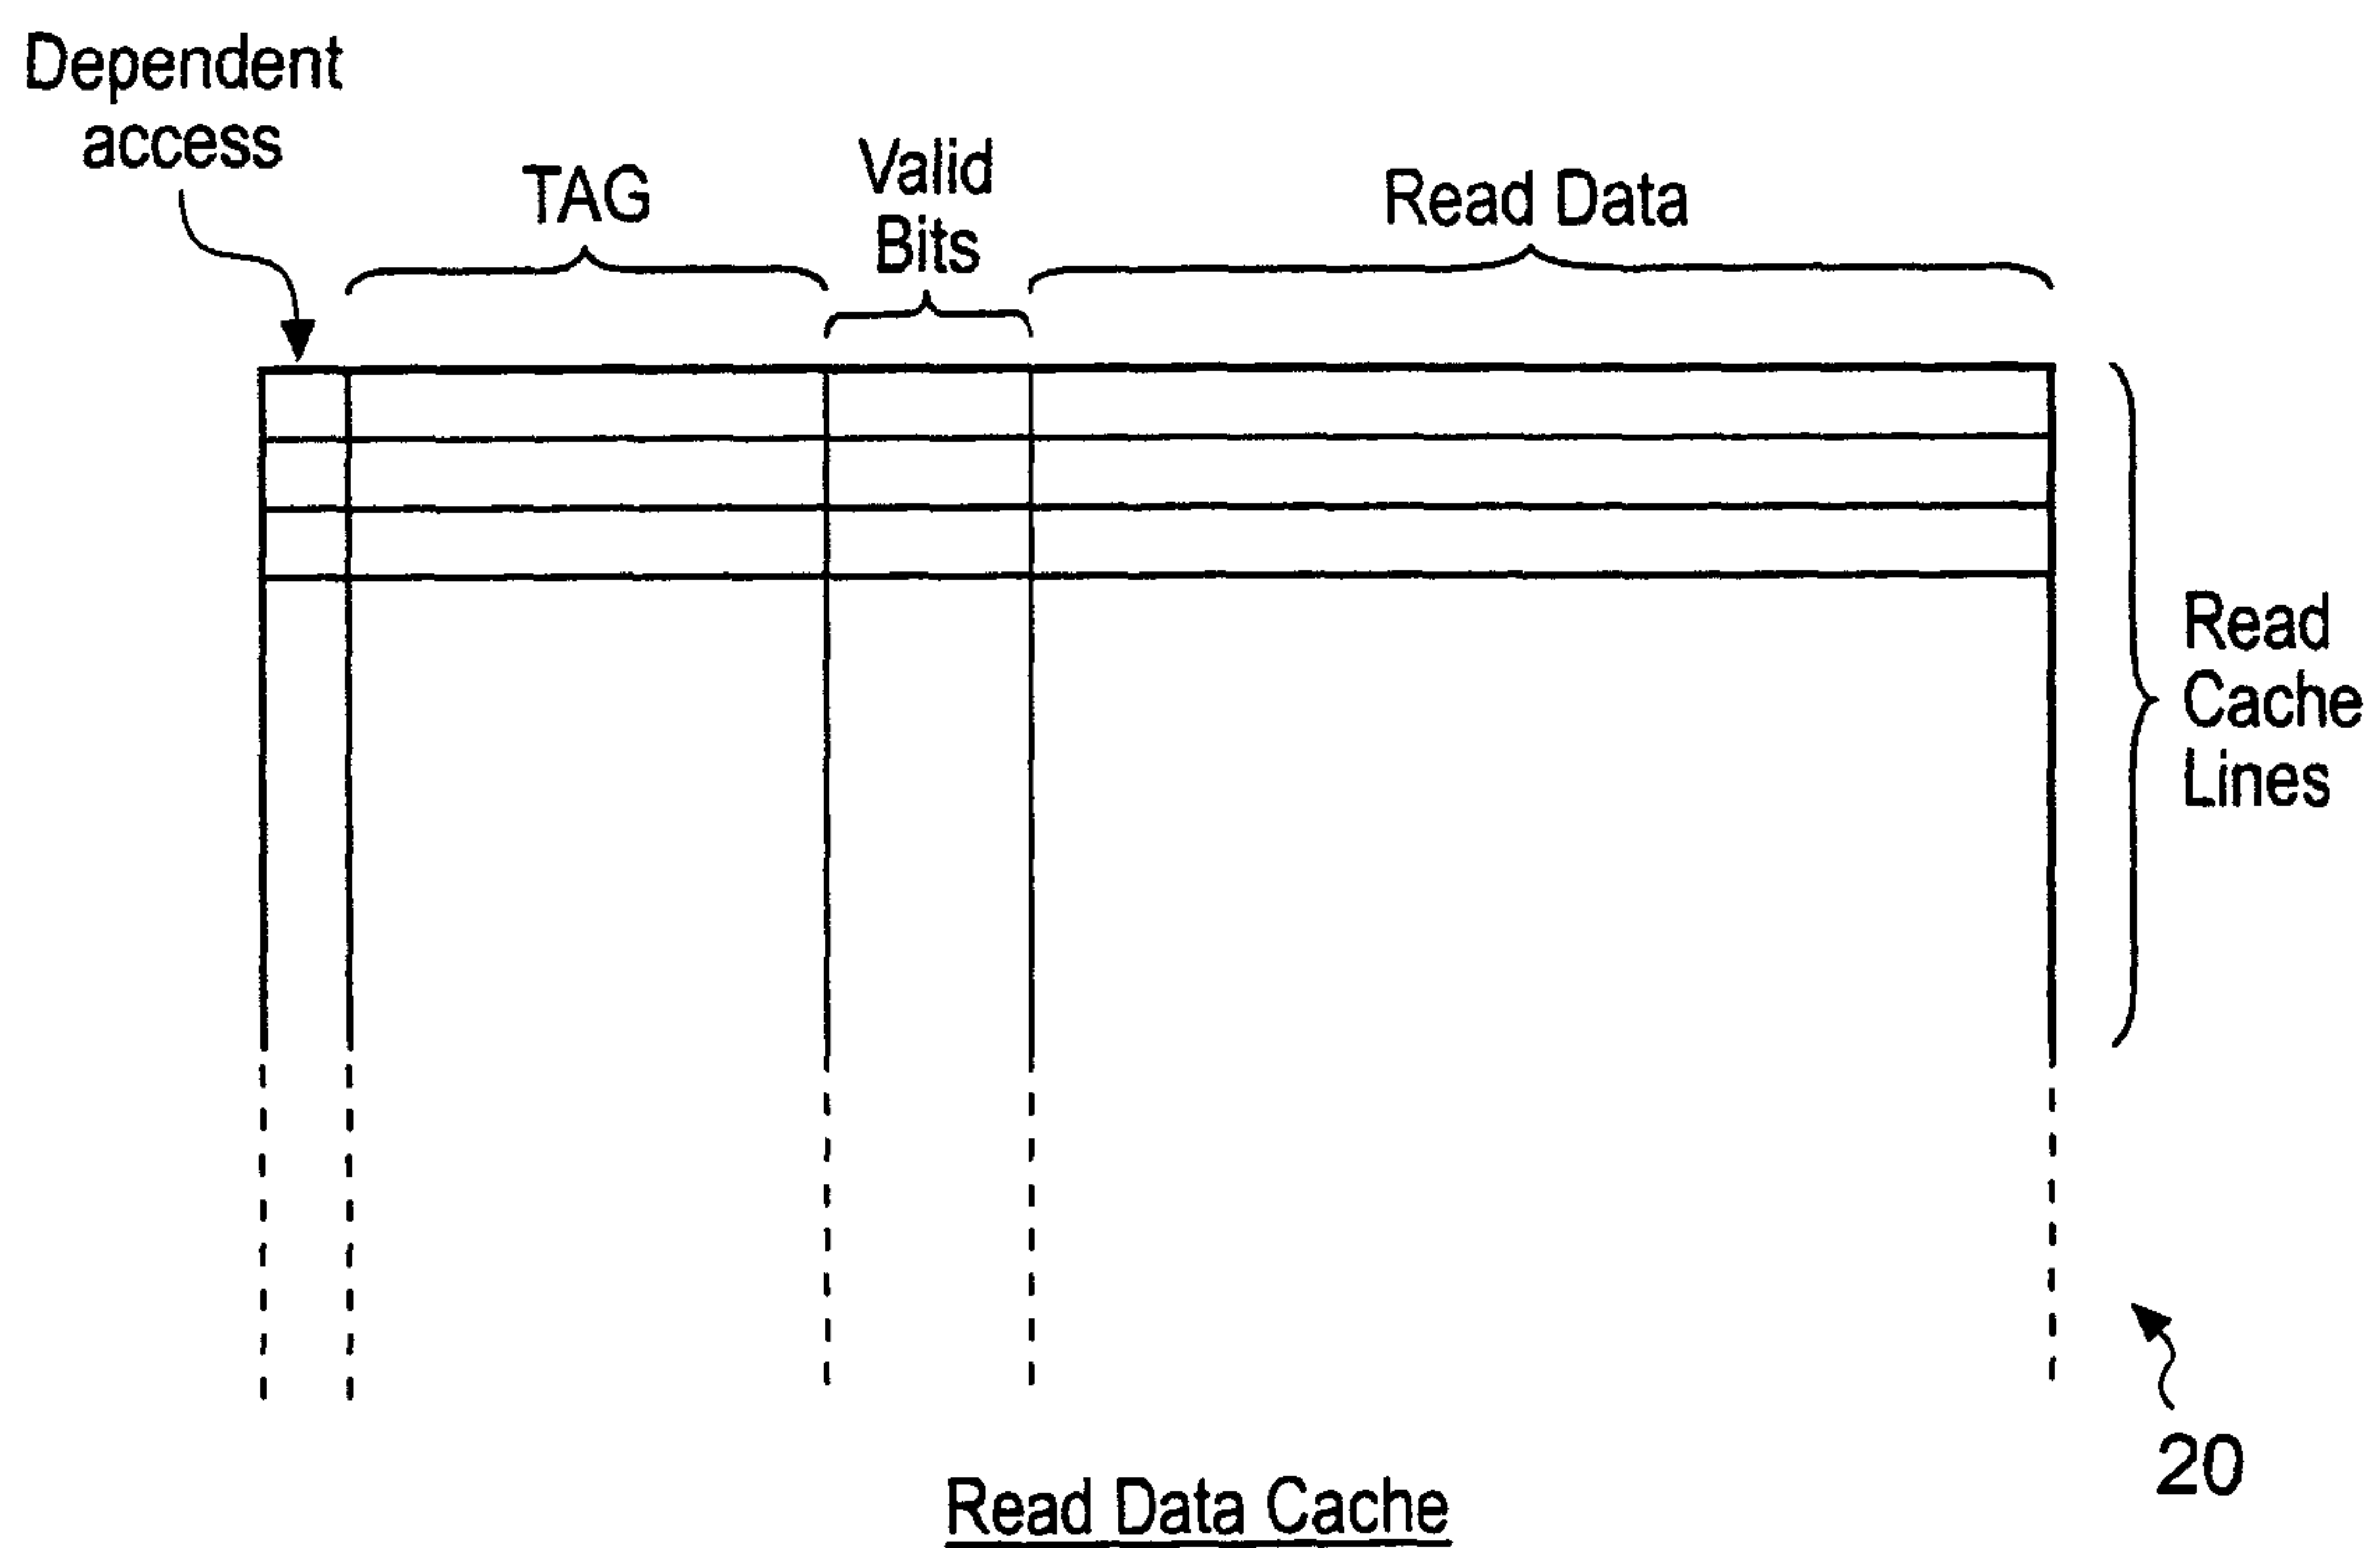 Dependent
access
TAG
Valid
Bits
Read Data
Read
Cache
Lines
20
Read Data Cache